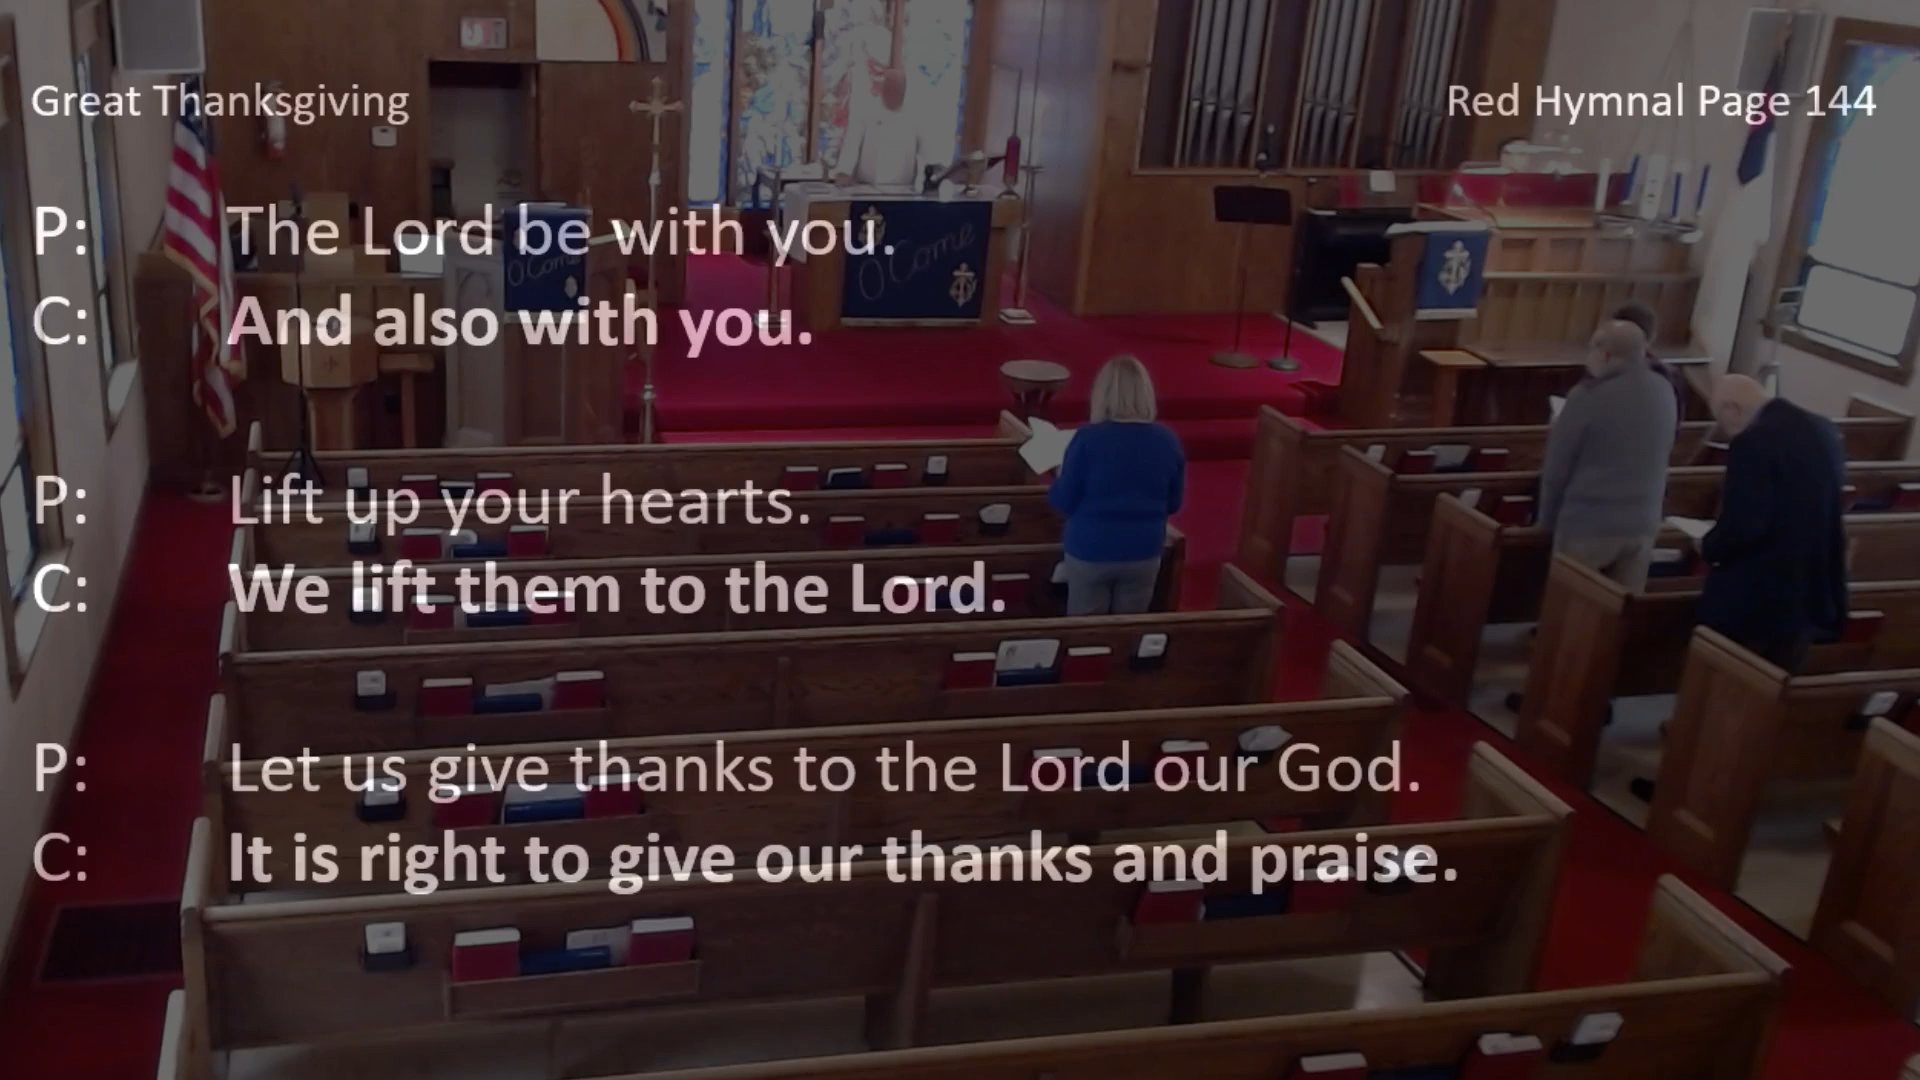 Great Thanksgiving
Red Hymnal Page 144
P: The Lord be with you.
C: And also with you.
O Come
O Come
P: Lift up your hearts.
C: We lift them to the Lord.
P: Let us give thanks to the Lord our God.
C: It is right to give our thanks and praise.